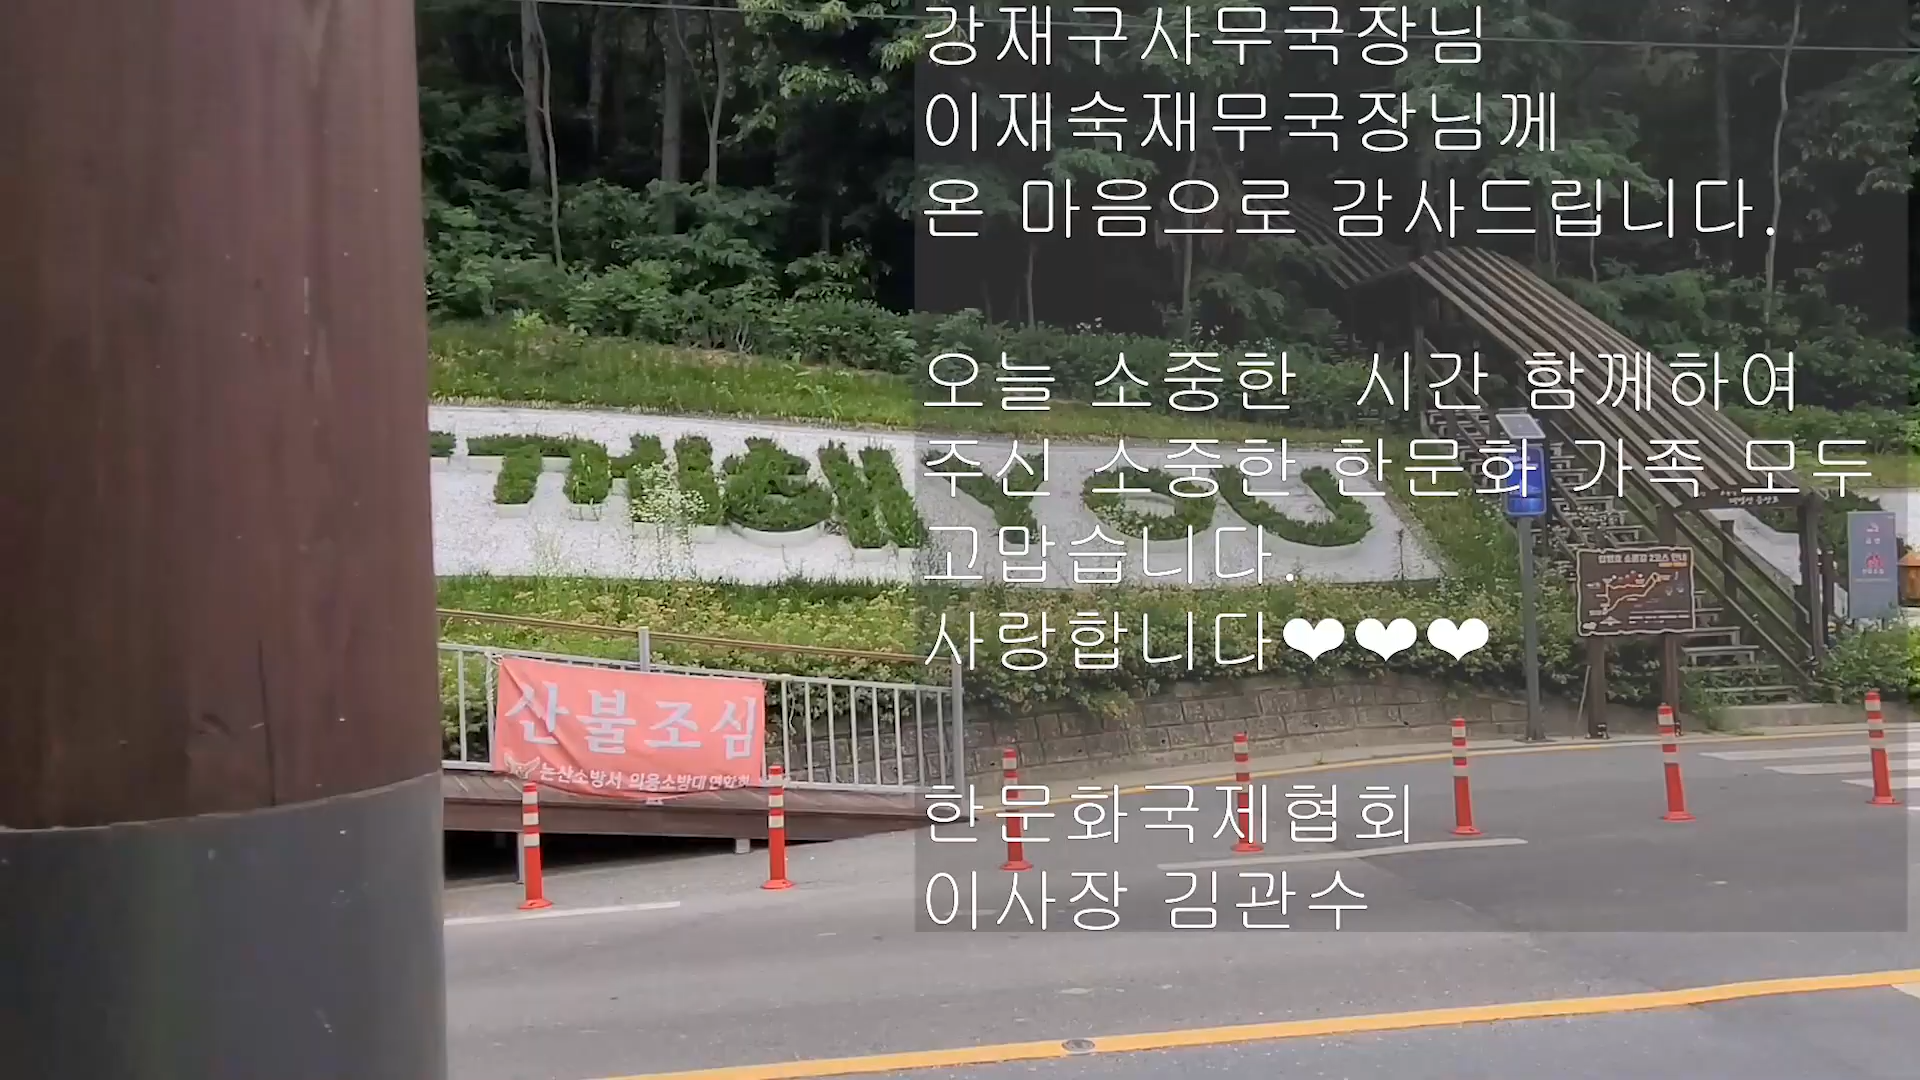 강재구사무국장님
이재숙재무국장님께
온 마음으로 감사드립니다.
오늘 소중한 시간 함께하여
주신 소중한 한문화 가족 모두
고맙습니다.
사랑합니다❤❤❤
한문화국제협회
이사장 김관수
YOU
산불조심
논산소방서 의용소방대연합회